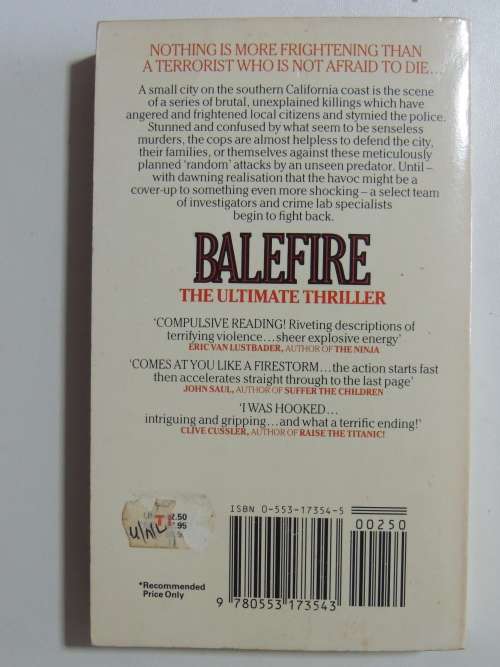 NOTHING IS MORE FRIGHTENING THAN
A TERRORIST WHO IS NOT AFRAID TO DIE...
A small city on the southern California coast is the scene
of a series of brutal, unexplained killings which have
angered and frightened local citizens and stymied the police.
Stunned and confused by what seem to be senseless
murders, the cops are almost helpless to defend the city,
their families, or themselves against these meticulously
planned 'random' attacks by an unseen predator. Until –
with dawning realisation that the havoc might be a
cover-up to something even more shocking – a select team
of investigators and crime lab specialists
begin to fight back.
BALEFIRE
THE ULTIMATE THRILLER
'COMPULSIVE READING! Riveting descriptions of
terrifying violence...sheer explosive energy'
ERIC VAN LUSTBADER, AUTHOR OF THE NINJA
'COMES AT YOU LIKE A FIRESTORM...the action starts fast
then accelerates straight through to the last page'
JOHN SAUL, AUTHOR OF SUFFER THE CHILDREN
'I WAS HOOKED...
intriguing and gripping...and what a terrific ending!'
CLIVE CUSSLER, AUTHOR OF RAISE THE TITANIC!
.50
.95
*Recommended
Price Only
ISBN 0-553-17354-5
00250
9 780553 173543